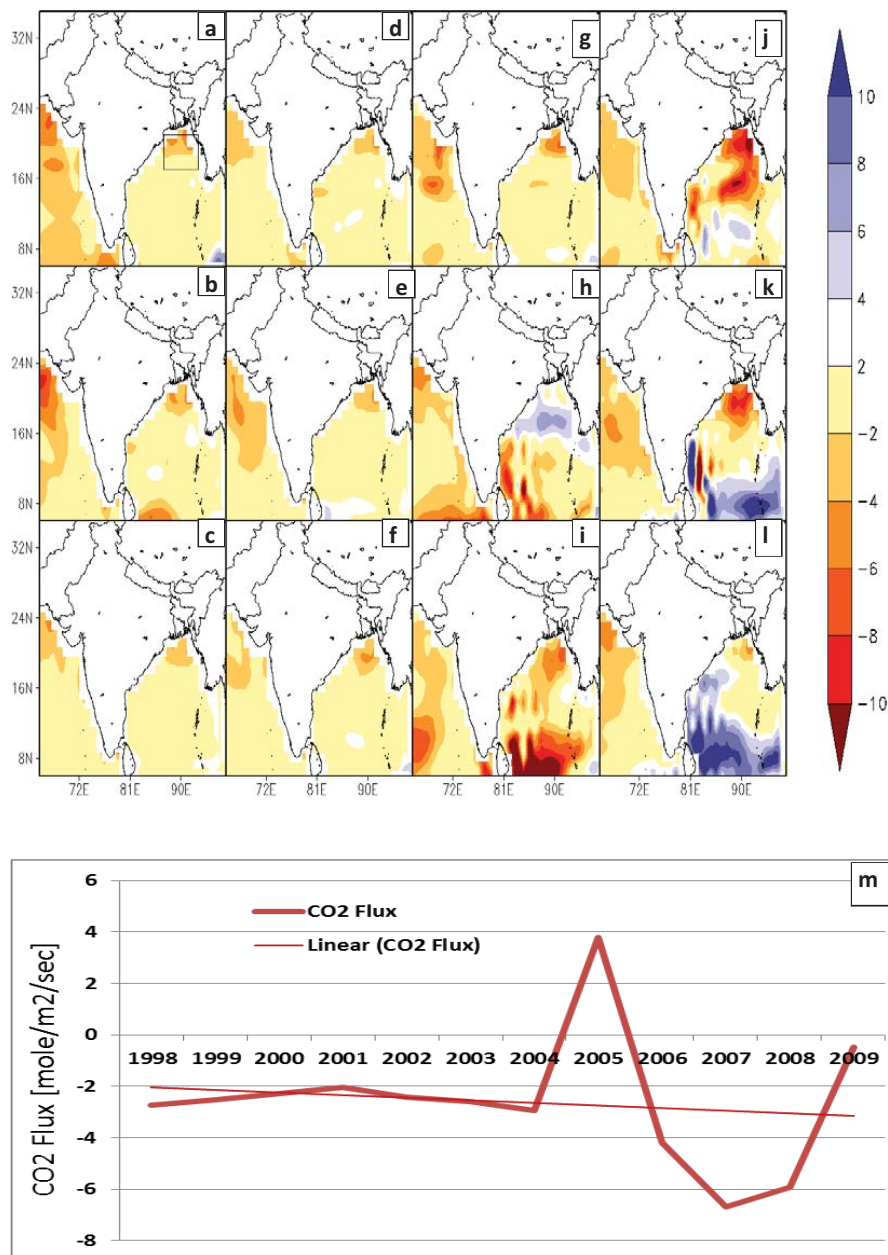 35N
a
d
g
j
24N
16N
8N
35N
b
e
h
k
24N
16N
8N
35N
c
f
i
l
24N
16N
8N
72E 81E 90E 72E 81E 90E 72E 81E 90E 72E 81E 90E
10
8
6
4
2
-2
-4
-6
-8
-10
m
CO2 Flux [mole/m2/sec]
6
4
2
0
-2
-4
-6
-8
CO2 Flux
Linear (CO2 Flux)
1998 1999 2000 2001 2002 2003 2004 2005 2006 2007 2008 2009